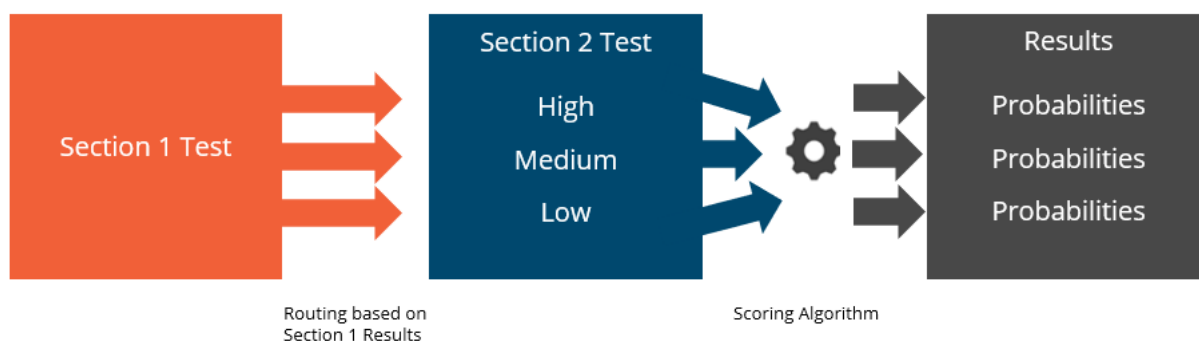 Section 1 Test
Section 2 Test
High
Medium
Low
Results
Probabilities
Probabilities
Probabilities
Routing based on
Section 1 Results
Scoring Algorithm